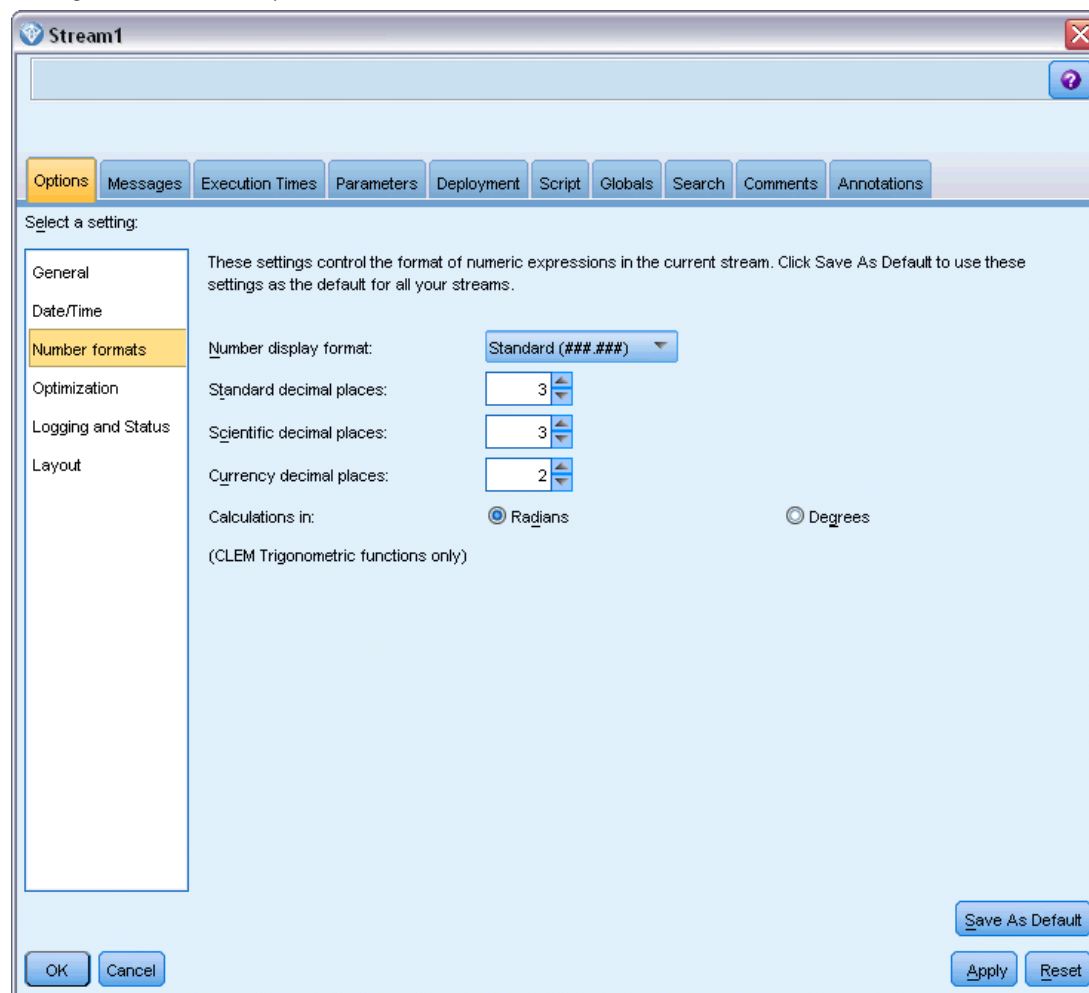 Stream1
Options Messages Execution Times Parameters Deployment Script Globals Search Comments Annotations
Select a setting:
General
Date/Time
Number formats
Optimization
Logging and Status
Layout
These settings control the format of numeric expressions in the current stream. Click Save As Default to use these
settings as the default for all your streams.
Number display format: Standard (###.###)
Standard decimal places: 3
Scientific decimal places: 3
Currency decimal places: 2
Calculations in: Radians Degrees
(CLEM Trigonometric functions only)
Save As Default
OK Cancel Apply Reset